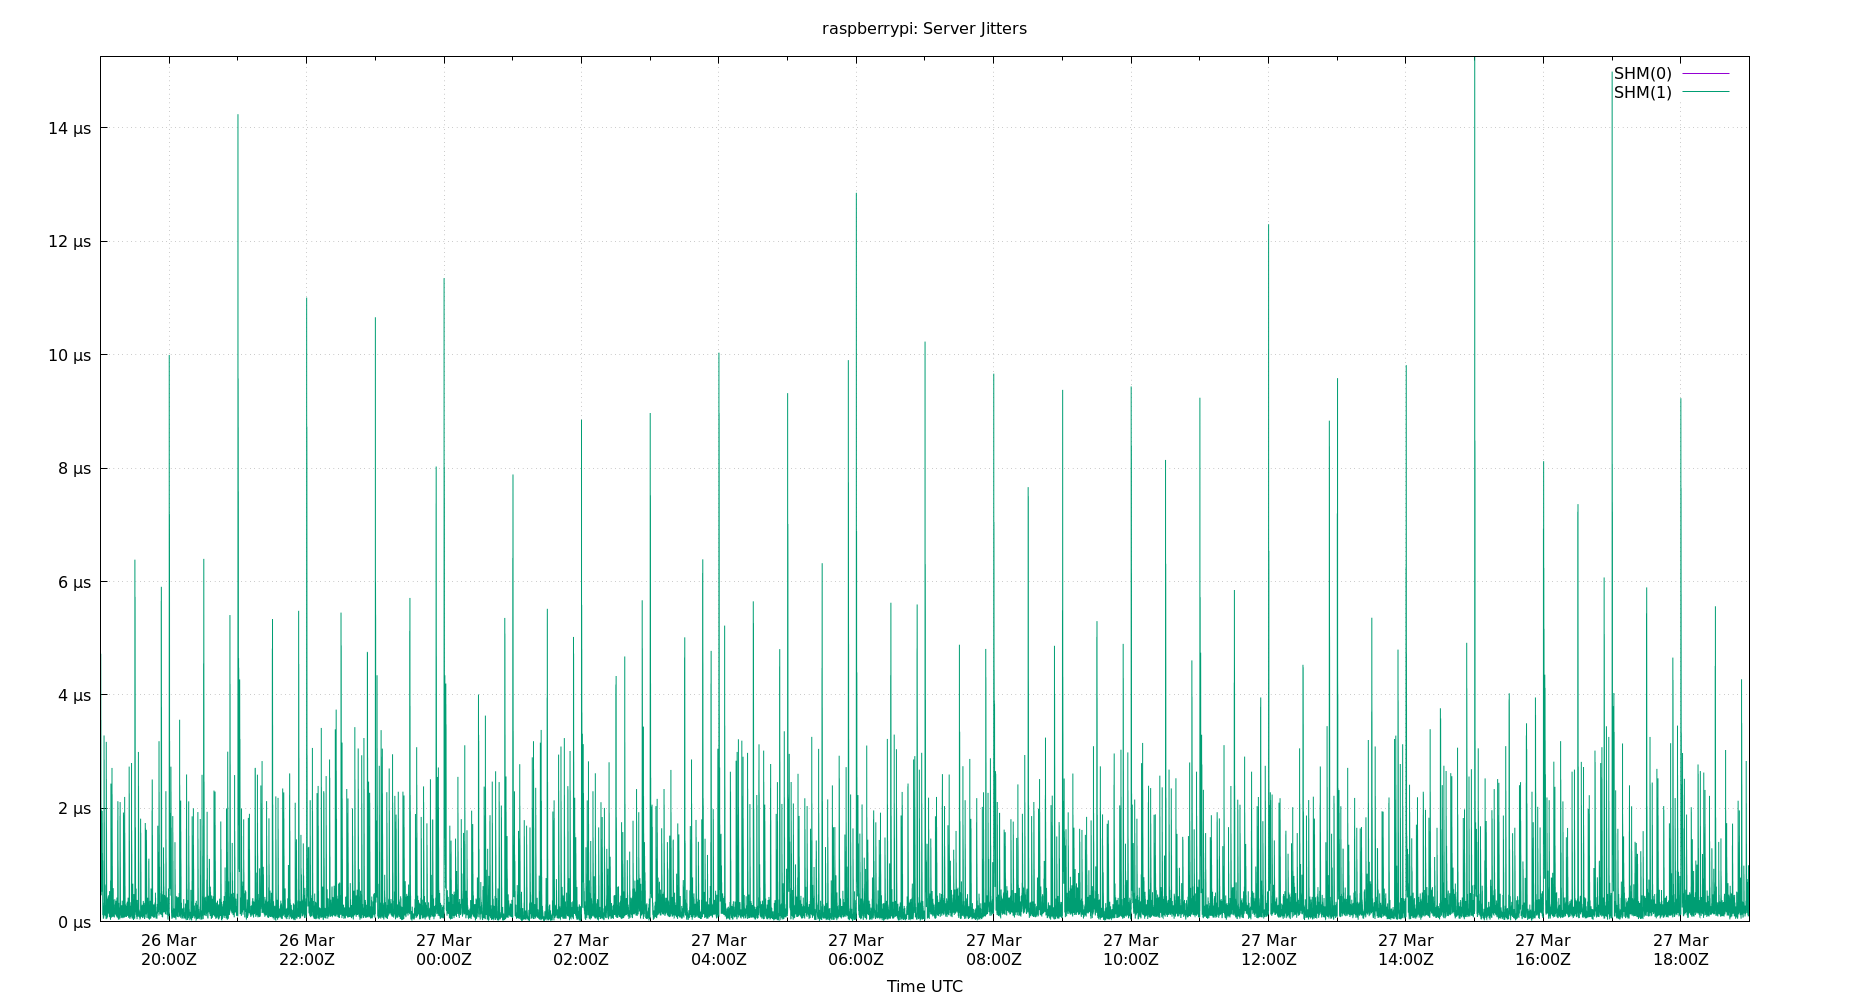 raspberrypi: Server Jitters
SHM(0)
SHM(1)
14 µs
12 µs
10 µs
8 µs
6 µs
4 µs
2 µs
0 µs
26 Mar 26 Mar 27 Mar 27 Mar 27 Mar 27 Mar 27 Mar 27 Mar 27 Mar 27 Mar 27 Mar 27 Mar
20:00Z 22:00Z 00:00Z 02:00Z 04:00Z 06:00Z 08:00Z 10:00Z 12:00Z 14:00Z 16:00Z 18:00Z
Time UTC